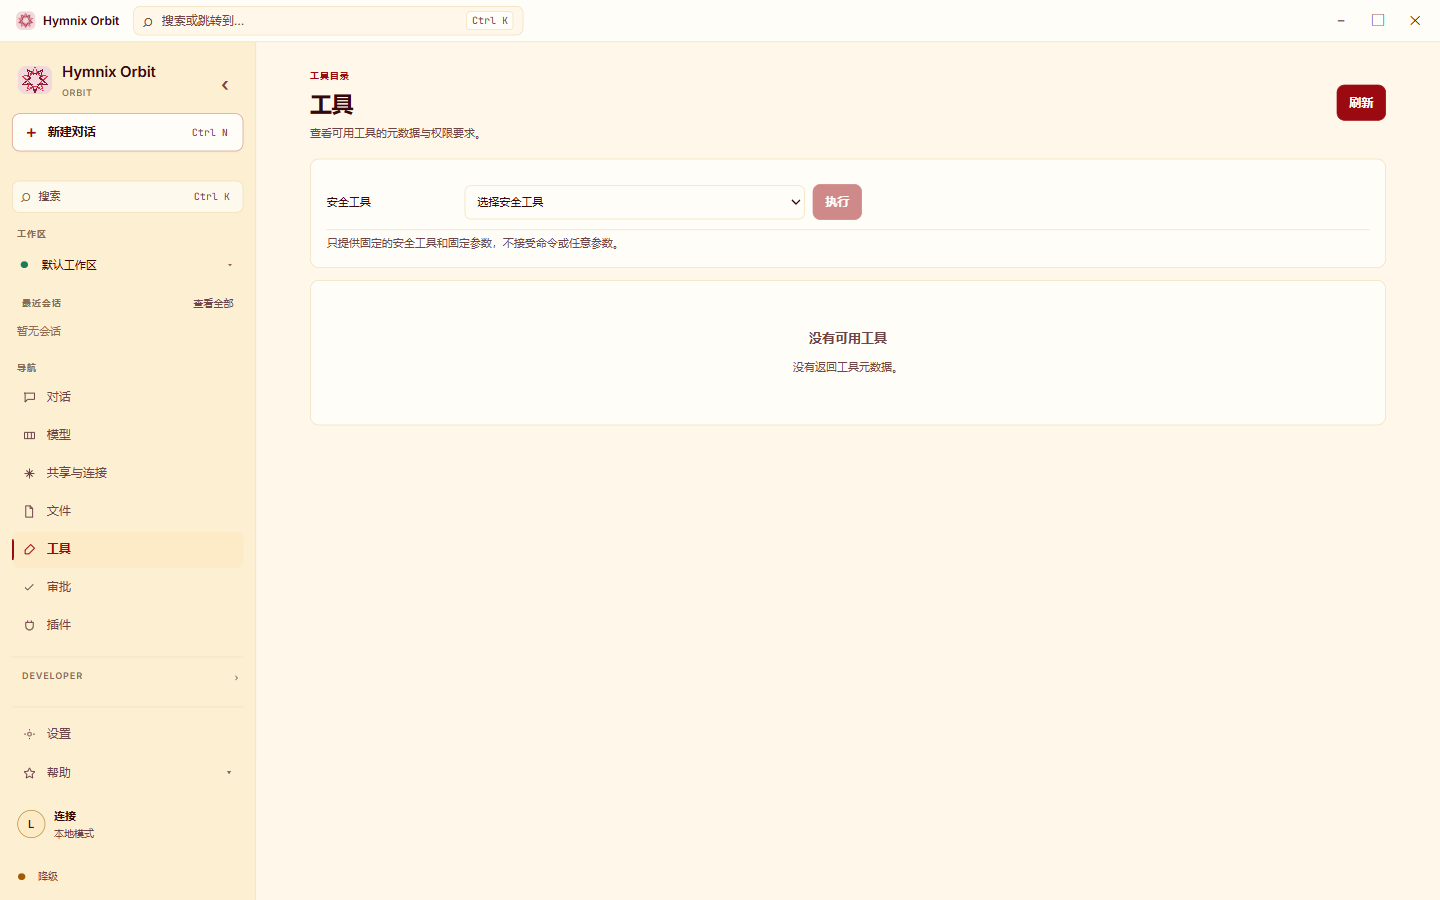 Hymnix Orbit
搜索或跳转到...
Ctrl K
Hymnix Orbit
ORBIT
新建对话
Ctrl N
搜索
Ctrl K
工作区
默认工作区
最近会话
查看全部
暂无会话
导航
对话
模型
共享与连接
文件
工具
审批
插件
DEVELOPER
设置
帮助
L
连接
本地模式
降级
工具目录
工具
查看可用工具的元数据与权限要求。
刷新
安全工具
选择安全工具
执行
只提供固定的安全工具和固定参数，不接受命令或任意参数。
没有可用工具
没有返回工具元数据。